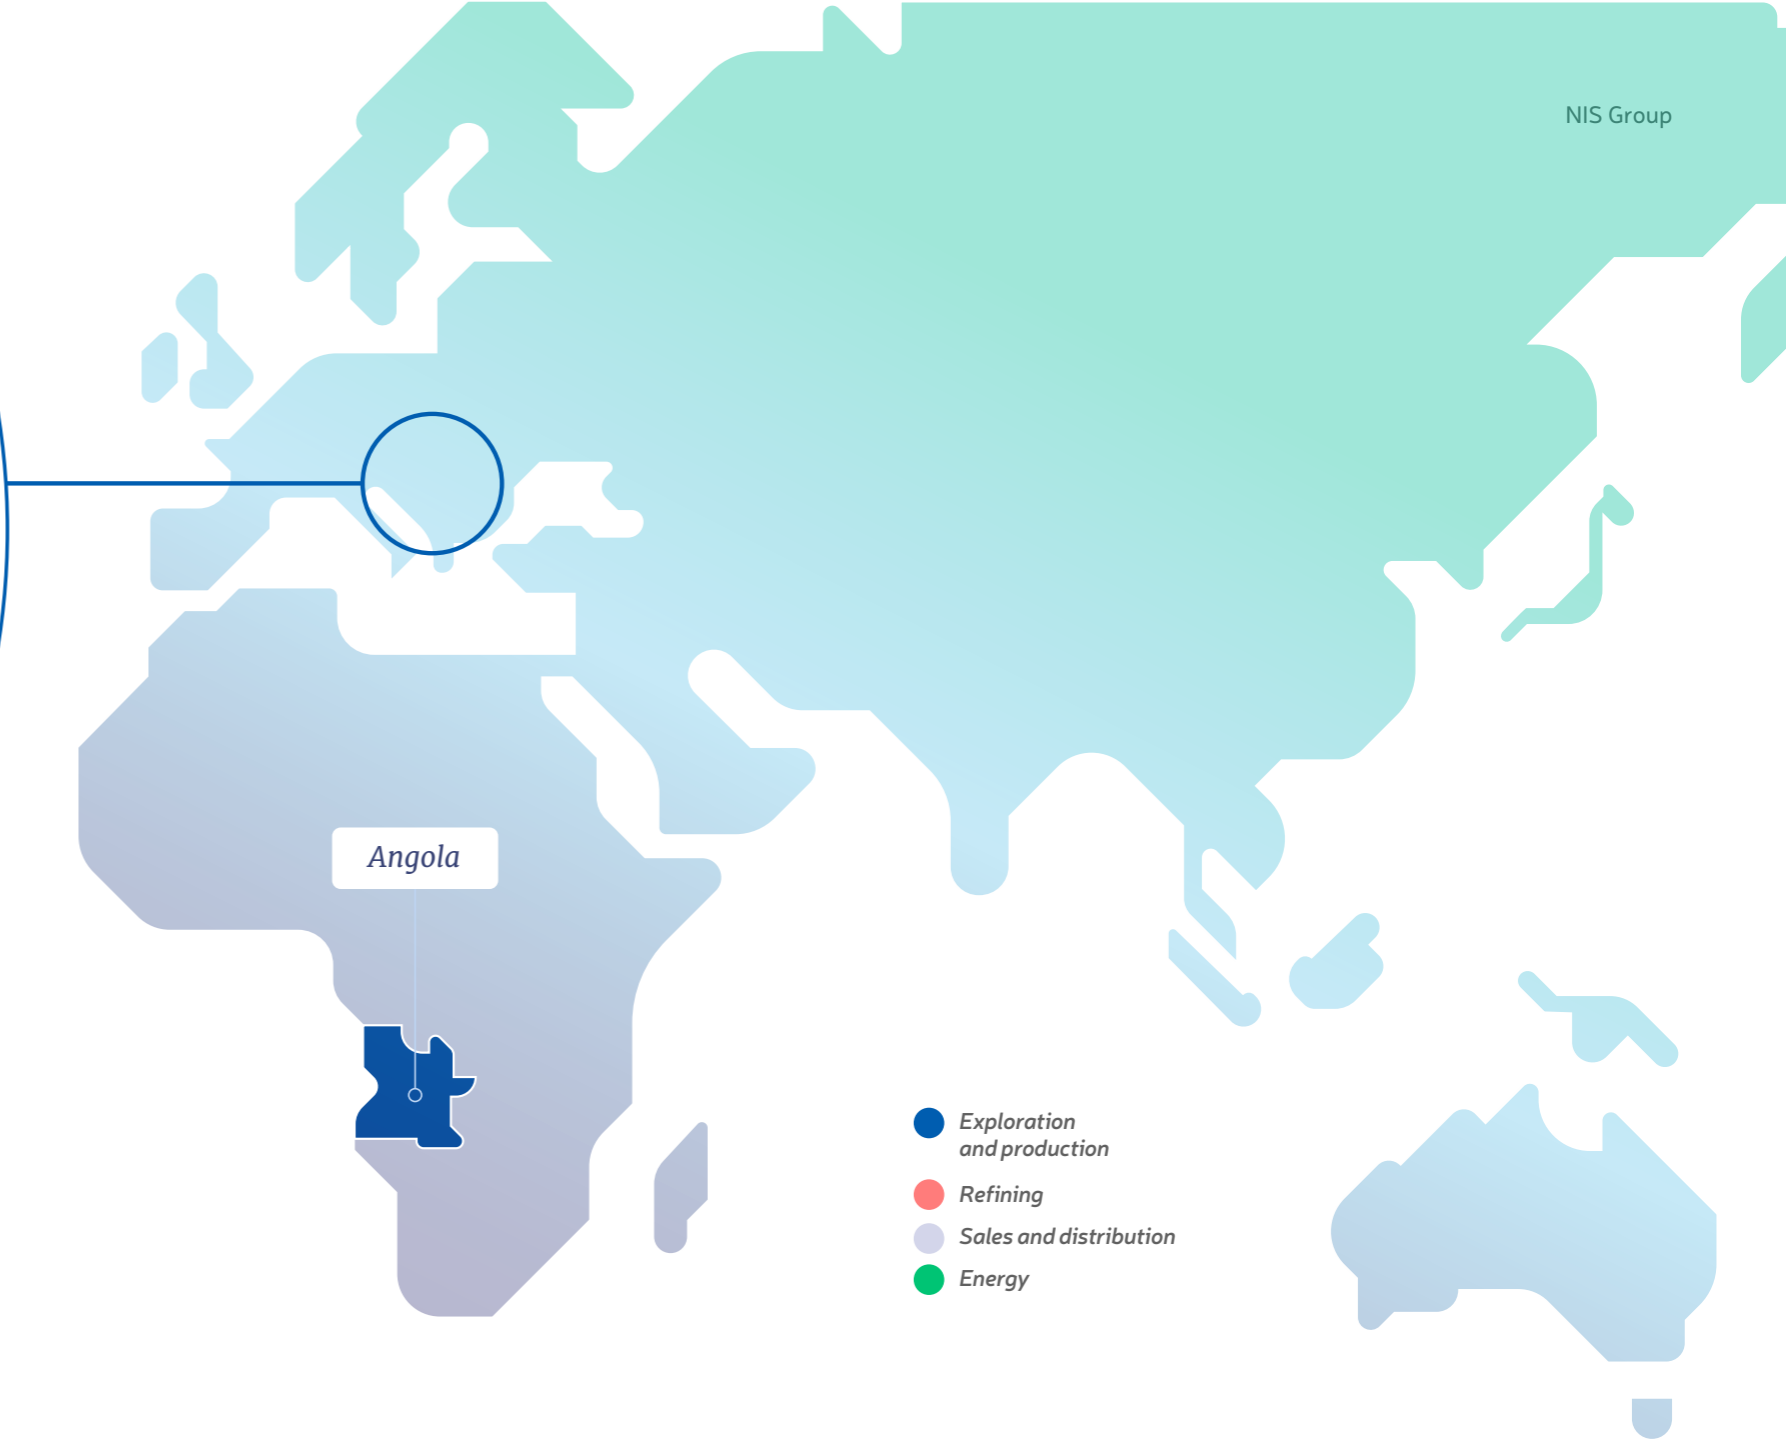 NIS Group
Angola
Exploration
and production
Refining
Sales and distribution
Energy